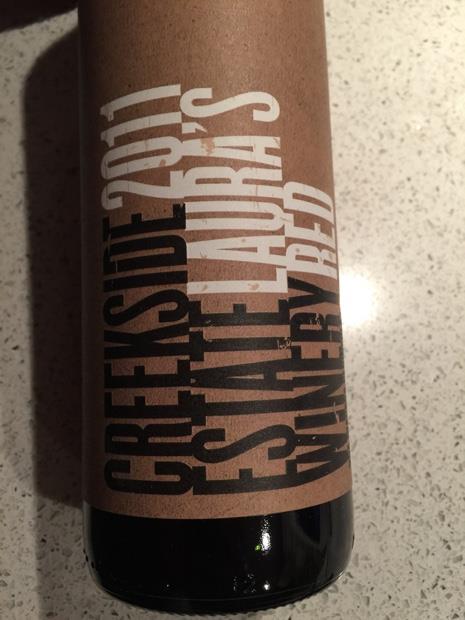 CREEKSIDE 2011
ESTATE LAURA'S
WINERY RED